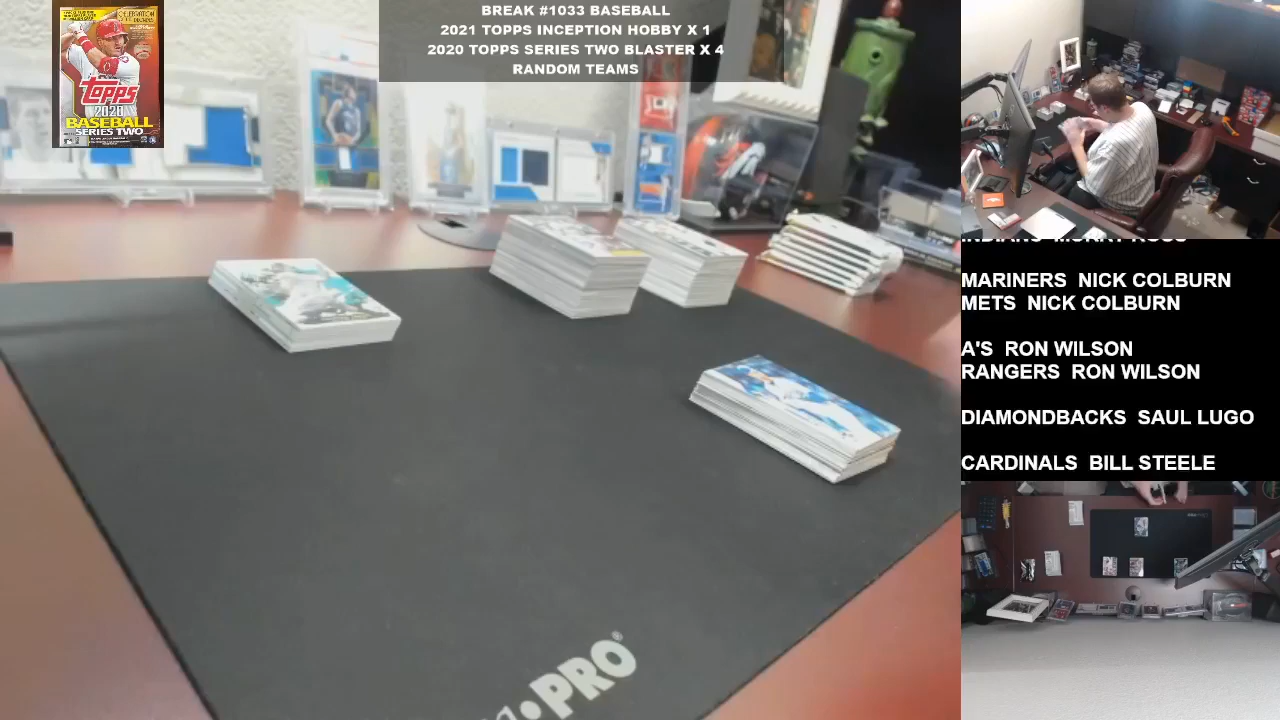 BREAK #1033 BASEBALL
2021 TOPPS INCEPTION HOBBY X 1
2020 TOPPS SERIES TWO BLASTER X 4
RANDOM TEAMS
topps
2020
BASEBALL
SERIES TWO
MARINERS NICK COLBURN
METS NICK COLBURN
A'S RON WILSON
RANGERS RON WILSON
DIAMONDBACKS SAUL LUGO
CARDINALS BILL STEELE
PRO